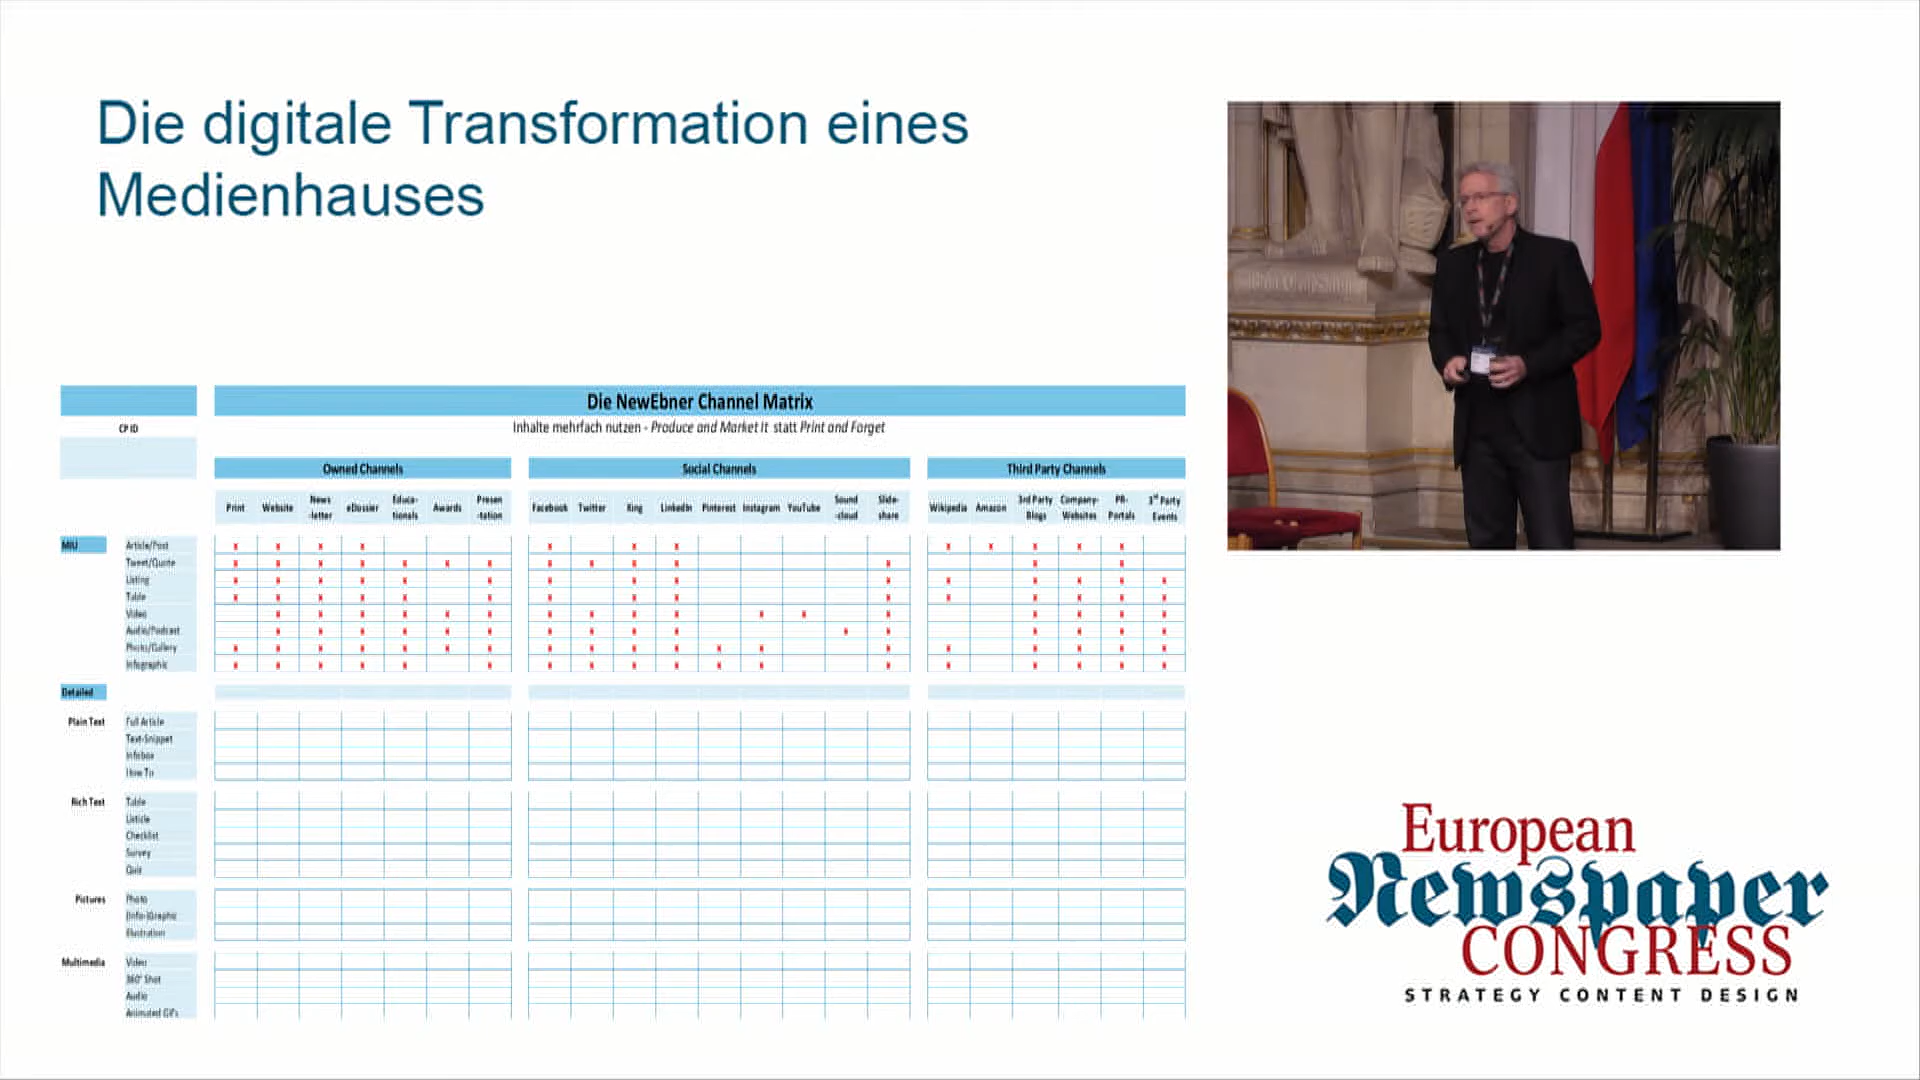 Die digitale Transformation eines
Medienhauses
Die NewEbner Channel Matrix
CP ID
Inhalte mehrfach nutzen - Produce and Market It statt Print and Forget
Owned Channels
Social Channels
Third Party Channels
Print
Website
News
-letter
eDossier
Educa-
tionals
Awards
Presen
-tation
Facebook
Twitter
Xing
LinkedIn
Pinterest
Instagram
YouTube
Sound
-cloud
Slide-
share
Wikipedia
Amazon
3rd Party
Blogs
Company-
Websites
PR-
Portals
3rd Party
Events
MIU
Article/Post
x x x x x x x x x x x x
Tweet/Quote
x x x x x x x x x x x x x x x
Listing
x x x x x x x x x x x x x x x
Table
x x x x x x x x x x x x x x x
Video
x x x x x x x x x x x x x x x x x
Audio/Podcast
x x x x x x x x x x x x x x x x
Photo/Gallery
x x x x x x x x x x x x x x x x x x x
Infographic
x x x x x x x x x x x x x x x x x x
Detailed
Plain Text
Full Article
Text-Snippet
Infobox
How To
Rich Text
Table
Listicle
Checklist
Survey
Quiz
Pictures
Photo
(Info-)Graphic
Illustration
Multimedia
Video
360° Shot
Audio
Animated GIFs
European
Newspaper
CONGRESS
STRATEGY CONTENT DESIGN